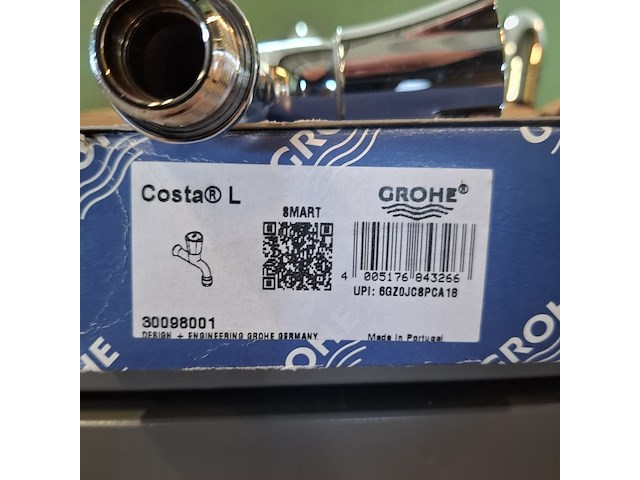 Costa® L
GROHE®
SMART
4 005176 843266
UPI: 6GZ0JC8PCA18
30098001
DESIGN + ENGINEERING GROHE GERMANY
Made in Portugal
GROHE
GROHE
GROHE
GROHE